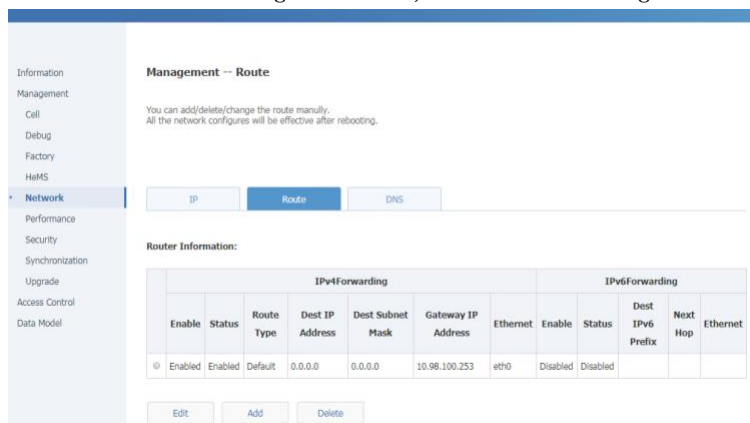 Information
Management
Cell
Debug
Factory
HeMS
Network
Performance
Security
Synchronization
Upgrade
Access Control
Data Model
Management -- Route
You can add/delete/change the route manully.
All the network configures will be effective after rebooting.
IP Route DNS
Router Information:
IPv4Forwarding IPv6Forwarding
Enable Status Route Type Dest IP Address Dest Subnet Mask Gateway IP Address Ethernet Enable Status Dest IPv6 Prefix Next Hop Ethernet
Enabled Enabled Default 0.0.0.0 0.0.0.0 10.98.100.253 eth0 Disabled Disabled
Edit Add Delete